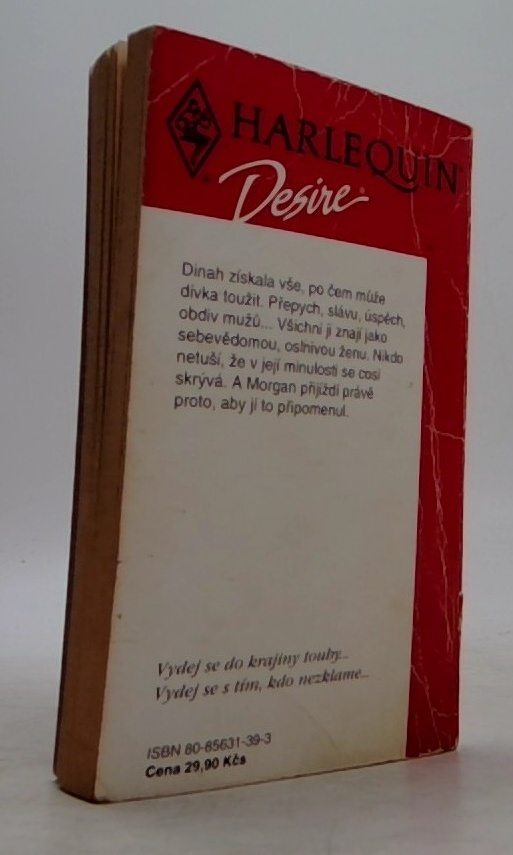 HARLEQUIN
Desire
Dinah získala vše, po čem může
dívka toužit. Přepych, slávu, úspěch,
obdiv mužů... Všichni ji znají jako
sebevědomou, oslnivou ženu. Nikdo
netuší, že v její minulosti se cosi
skrývá. A Morgan přijíždí právě
proto, aby jí to připomenul.
Vydej se do krajiny touhy...
Vydej se s tím, kdo nezklame...
ISBN 80-85631-39-3
Cena 29,90 Kčs